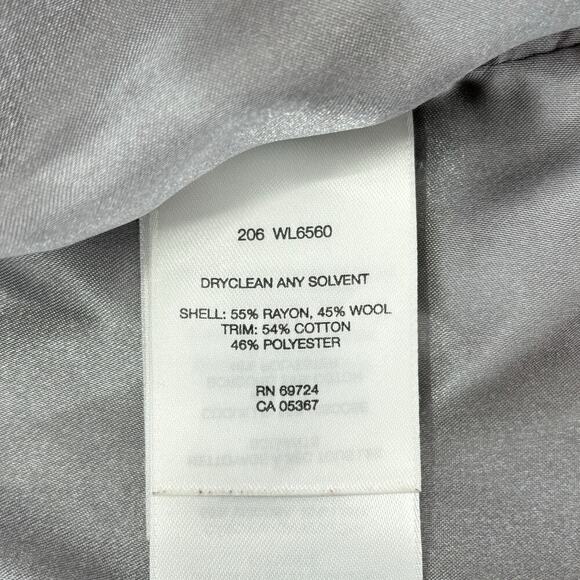 206 WL6560
DRYCLEAN ANY SOLVENT
SHELL: 55% RAYON, 45% WOOL
TRIM: 54% COTTON
46% POLYESTER
RN 69724
CA 05367